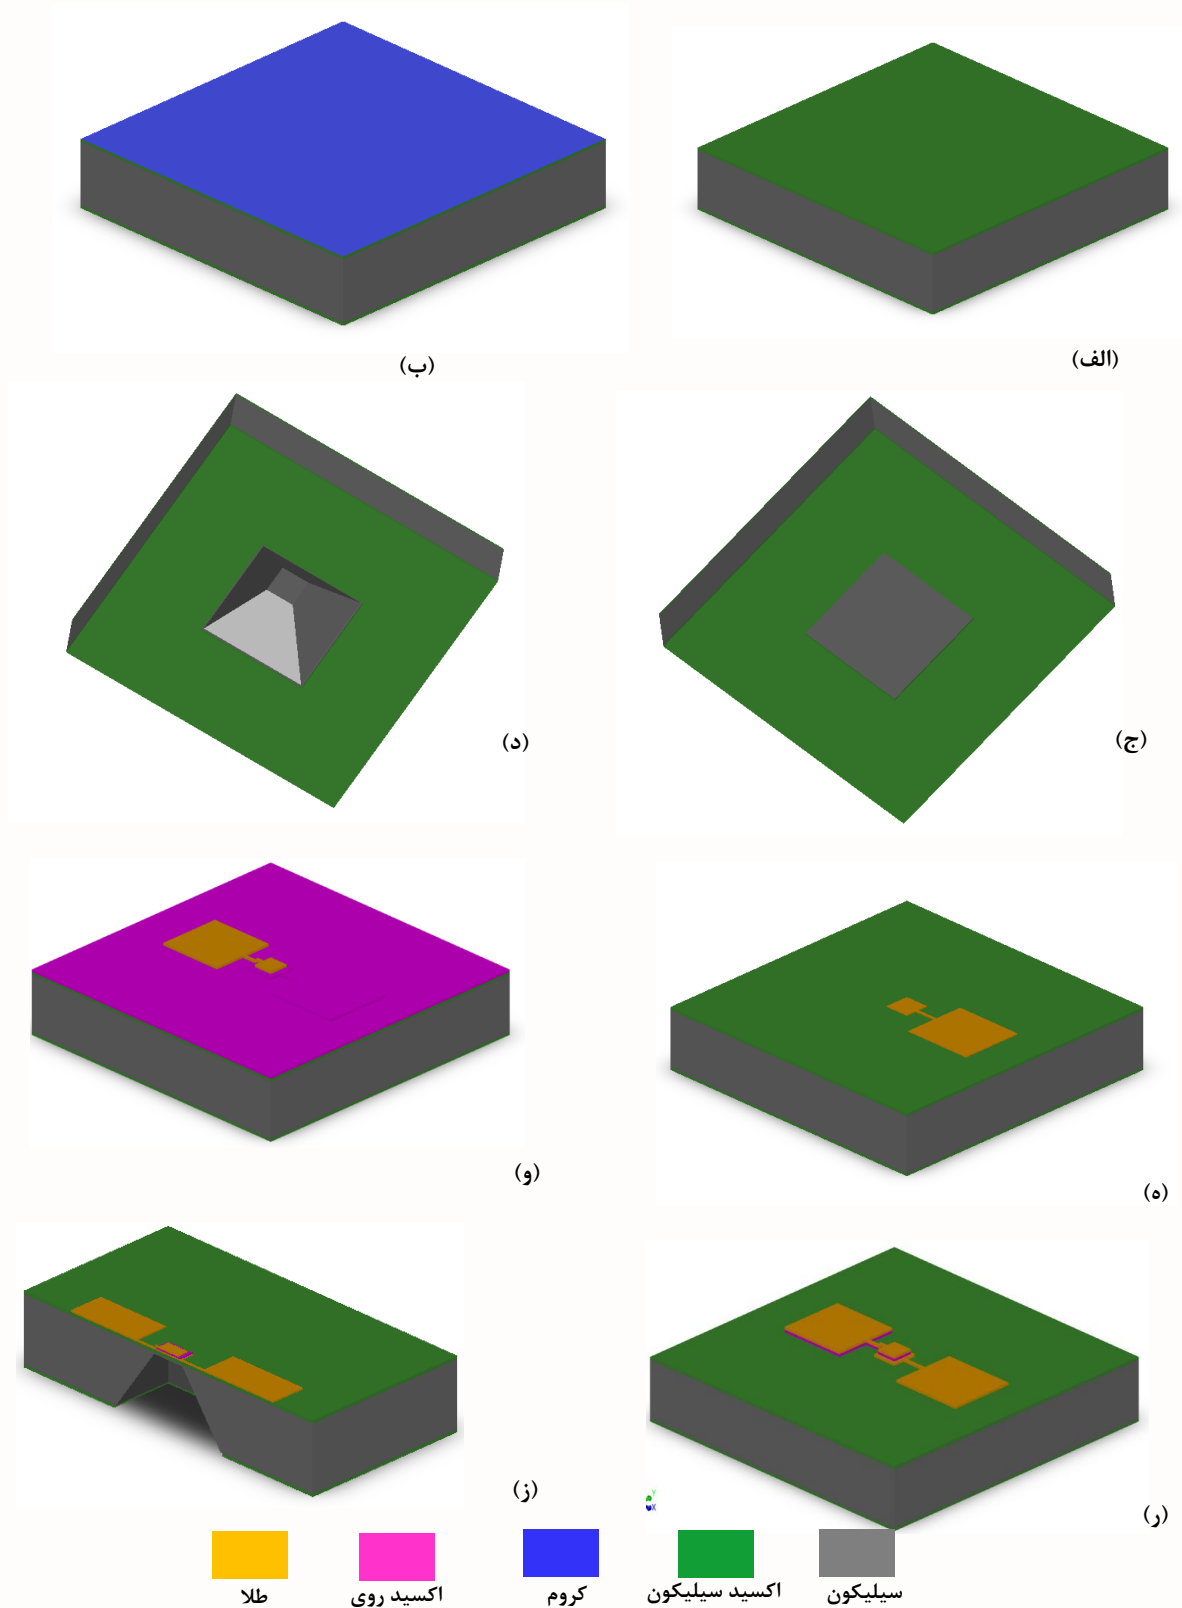 (الف)
(ب)
(ج)
(د)
(ه)
(و)
(ر)
(ز)
سیلیکون
اکسید سیلیکون
کروم
اکسید روی
طلا